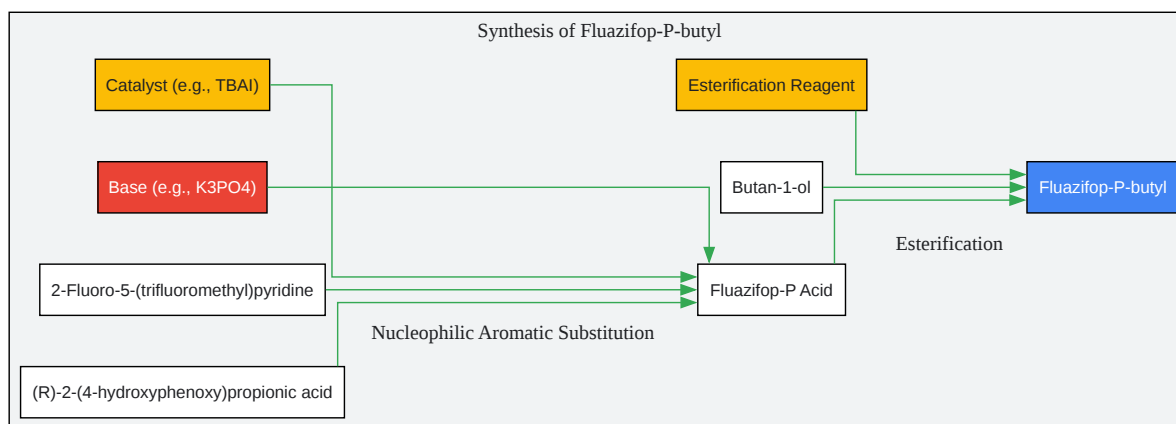 Synthesis of Fluazifop-P-butyl
Catalyst (e.g., TBAI)
Esterification Reagent
Base (e.g., K3PO4)
Butan-1-ol
Fluazifop-P-butyl
Esterification
2-Fluoro-5-(trifluoromethyl)pyridine
Fluazifop-P Acid
Nucleophilic Aromatic Substitution
(R)-2-(4-hydroxyphenoxy)propionic acid